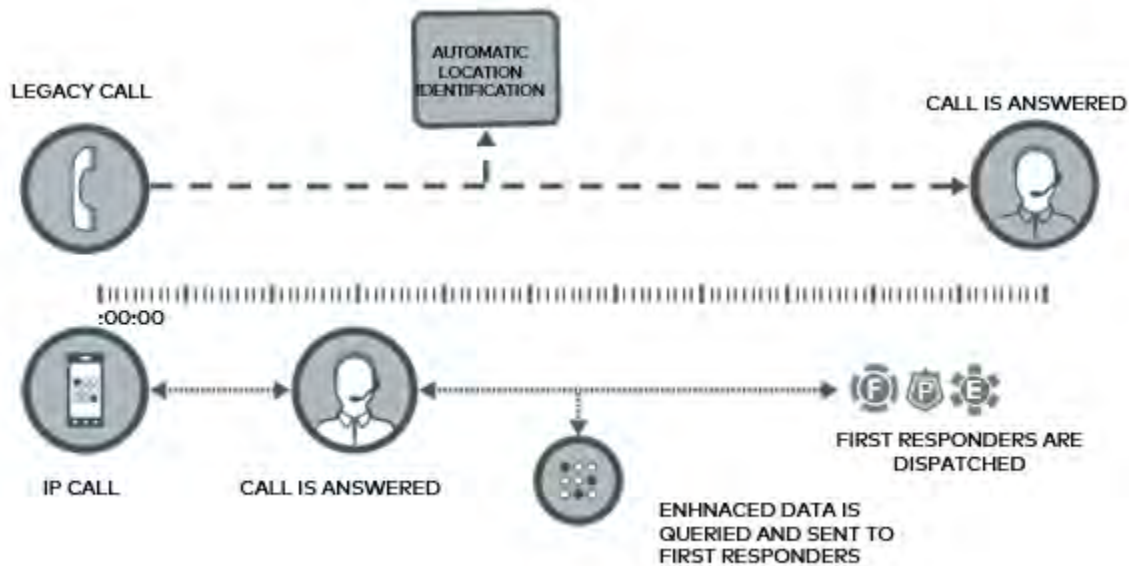 AUTOMATIC
LOCATION
IDENTIFICATION
LEGACY CALL
CALL IS ANSWERED
:00:00
F P E
FIRST RESPONDERS ARE
DISPATCHED
IP CALL
CALL IS ANSWERED
ENHNACED DATA IS
QUERIED AND SENT TO
FIRST RESPONDERS